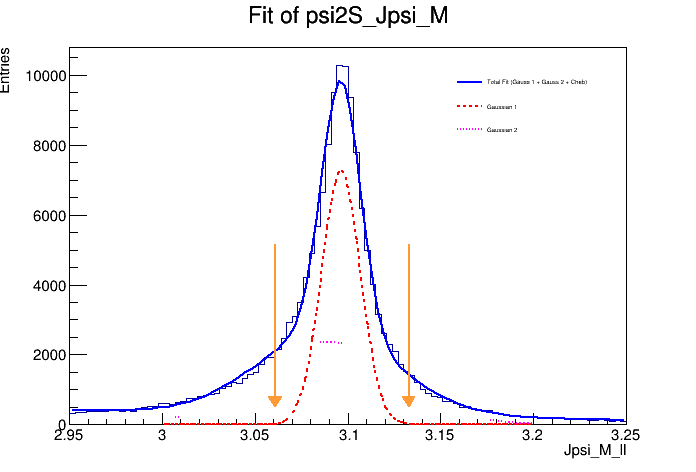 Fit of psi2S_Jpsi_M
Entries
10000
8000
6000
4000
2000
0
Total Fit (Gauss 1 + Gauss 2 + Cheb)
Gaussian 1
Gaussian 2
2.95 3 3.05 3.1 3.15 3.2 3.25
Jpsi_M_ll